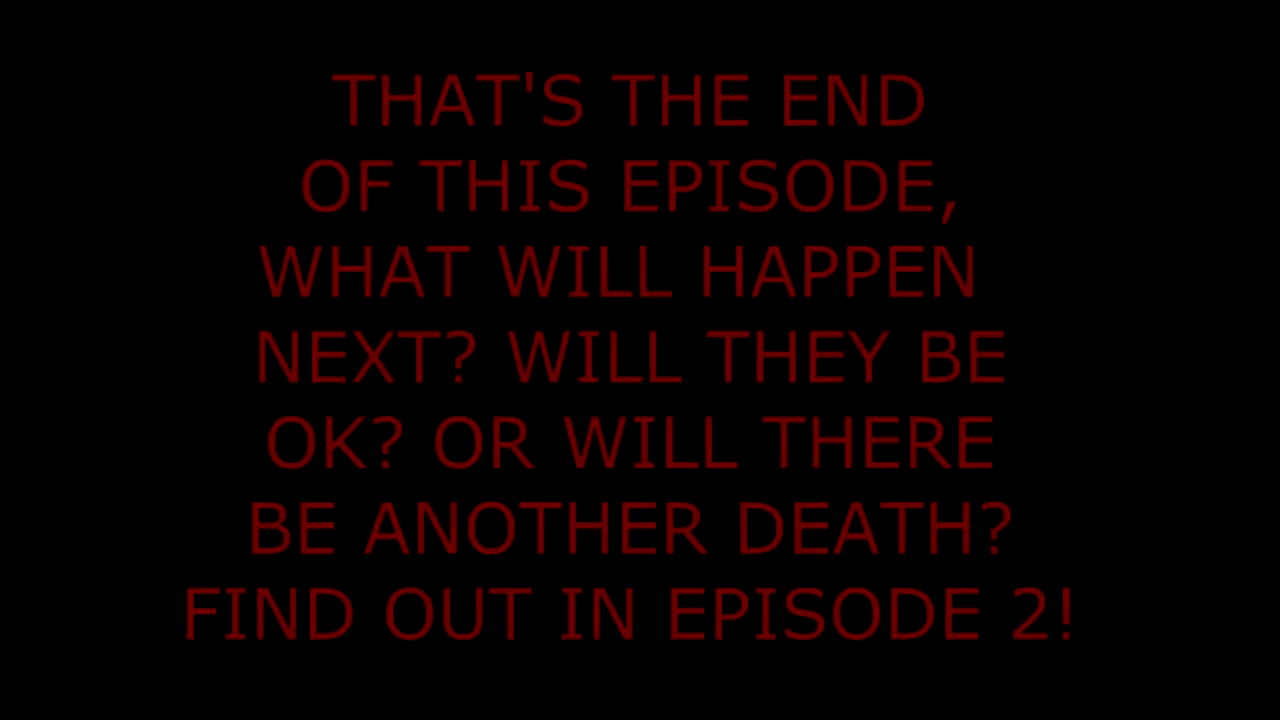 THAT'S THE END
OF THIS EPISODE,
WHAT WILL HAPPEN
NEXT? WILL THEY BE
OK? OR WILL THERE
BE ANOTHER DEATH?
FIND OUT IN EPISODE 2!